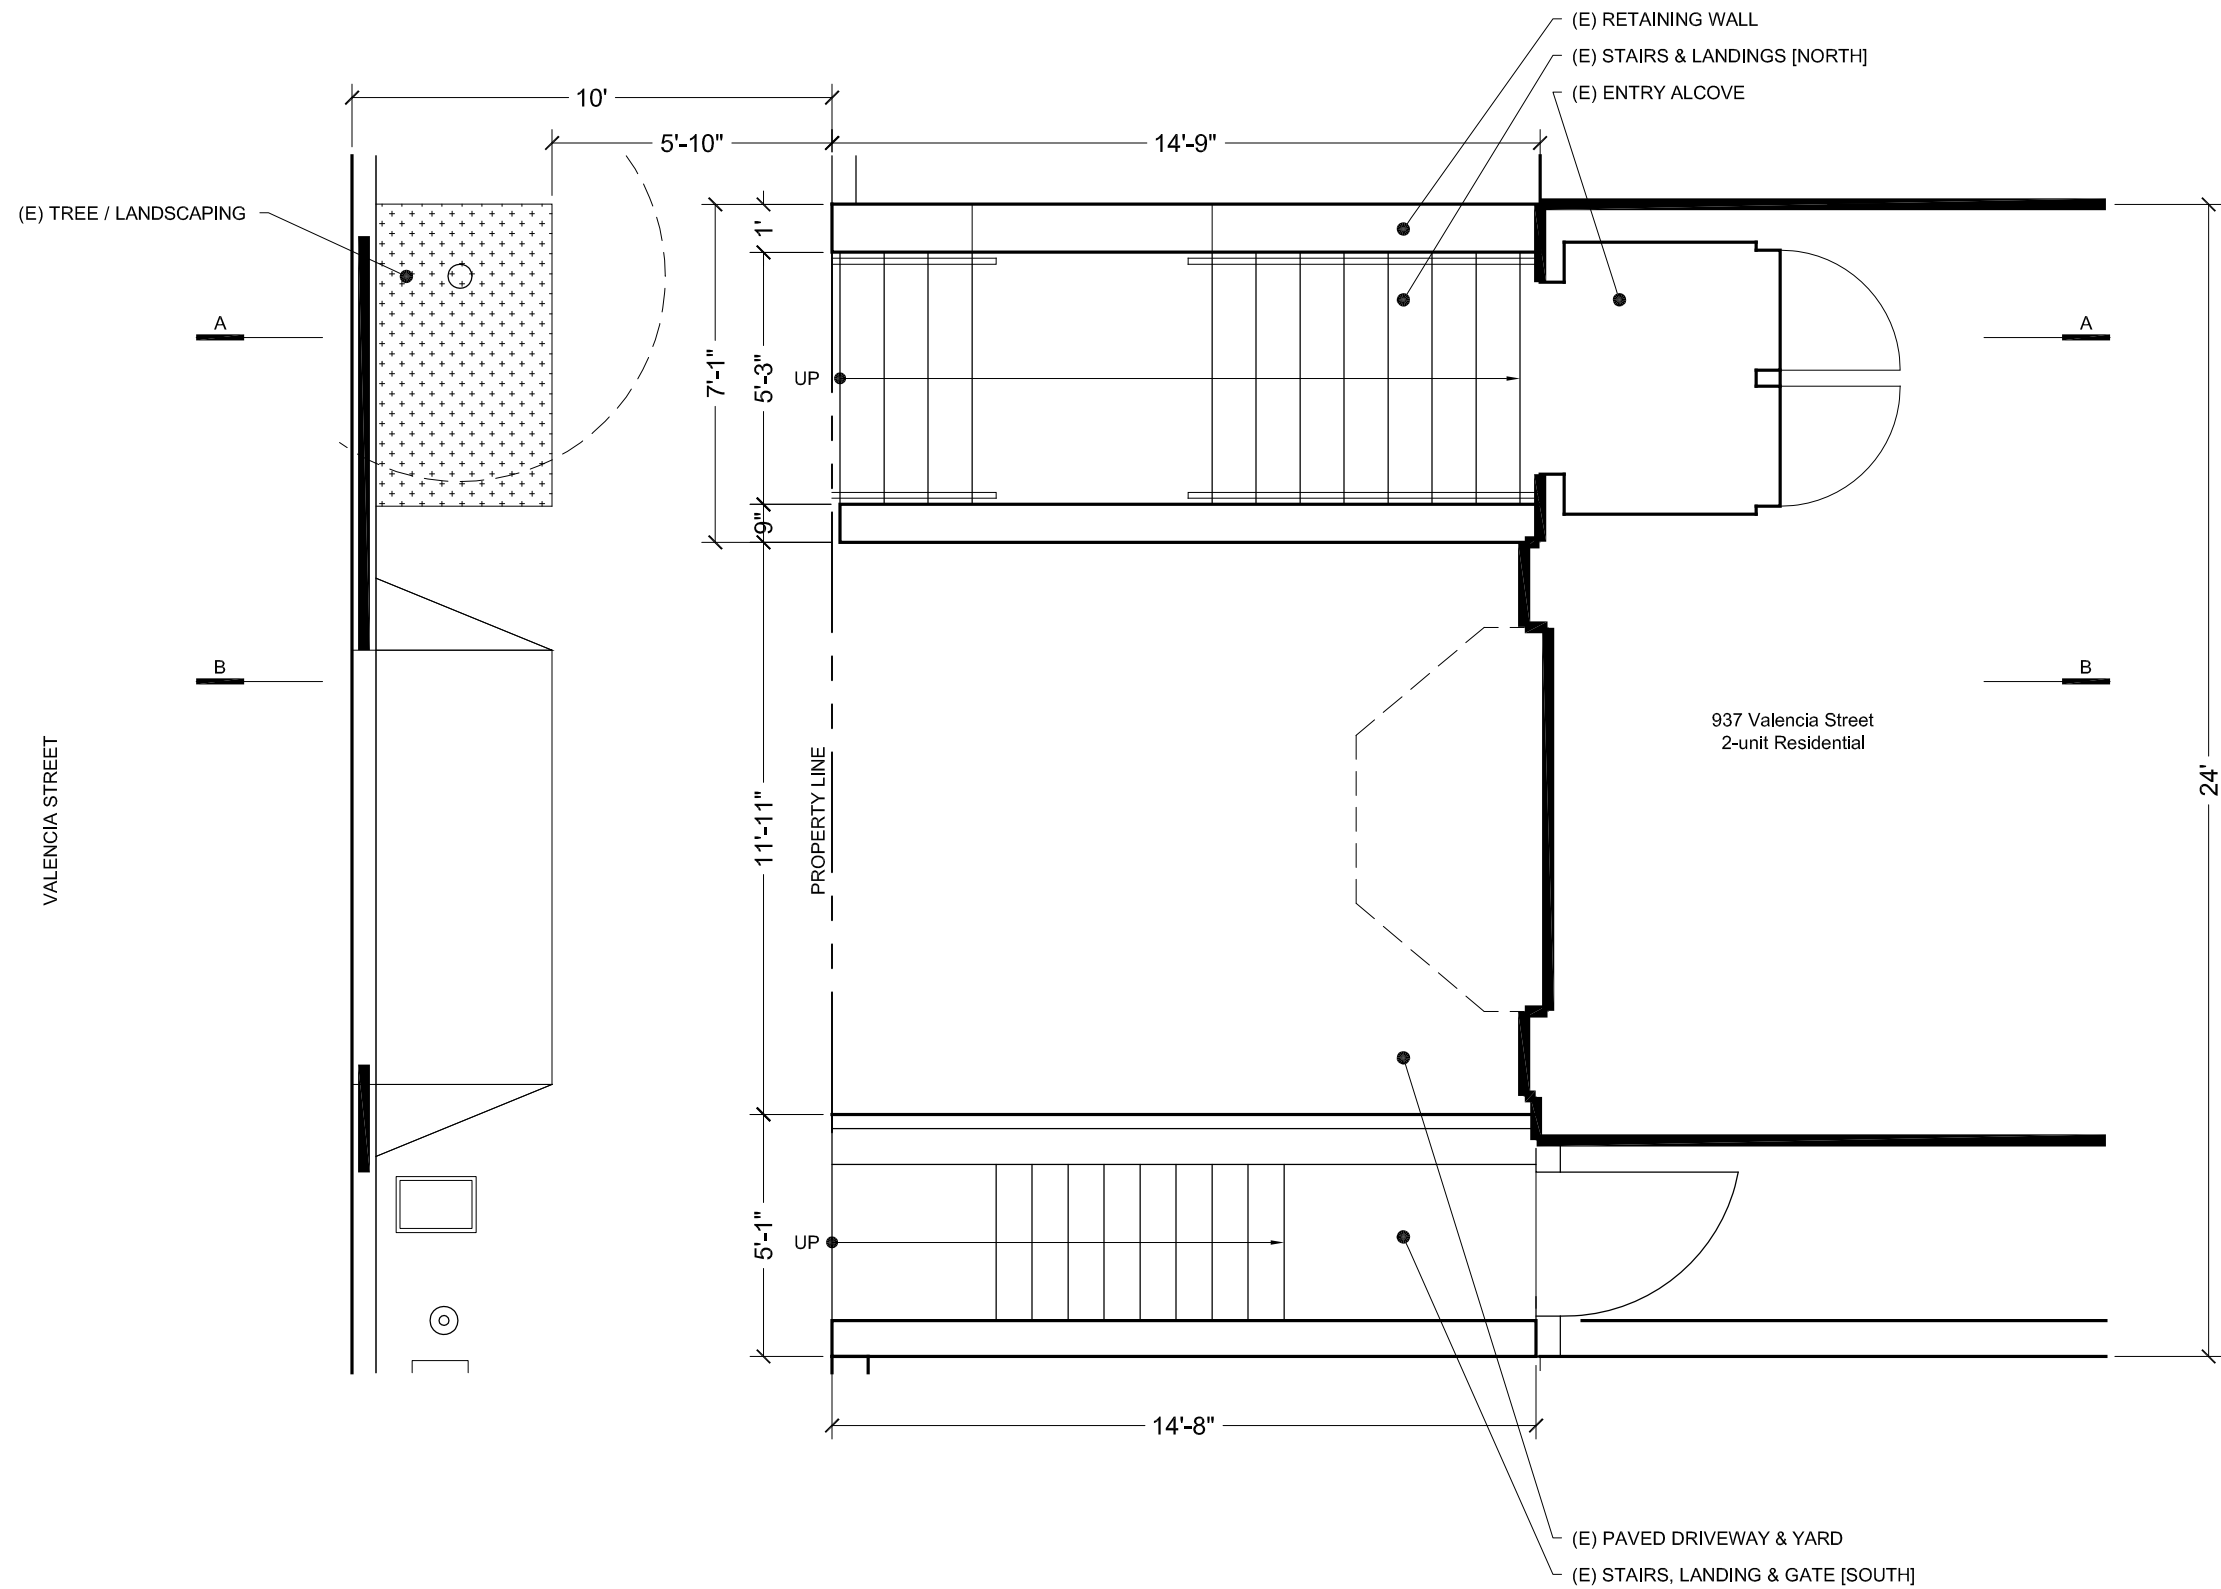 (E) RETAINING WALL
(E) STAIRS & LANDINGS [NORTH]
(E) ENTRY ALCOVE
10'
5'-10"
14'-9"
(E) TREE / LANDSCAPING
1'
A
A
UP
7'-1"
5'-3"
9"
B
B
937 Valencia Street
2-unit Residential
VALENCIA STREET
11'-11"
PROPERTY LINE
24'
5'-1"
UP
14'-8"
(E) PAVED DRIVEWAY & YARD
(E) STAIRS, LANDING & GATE [SOUTH]